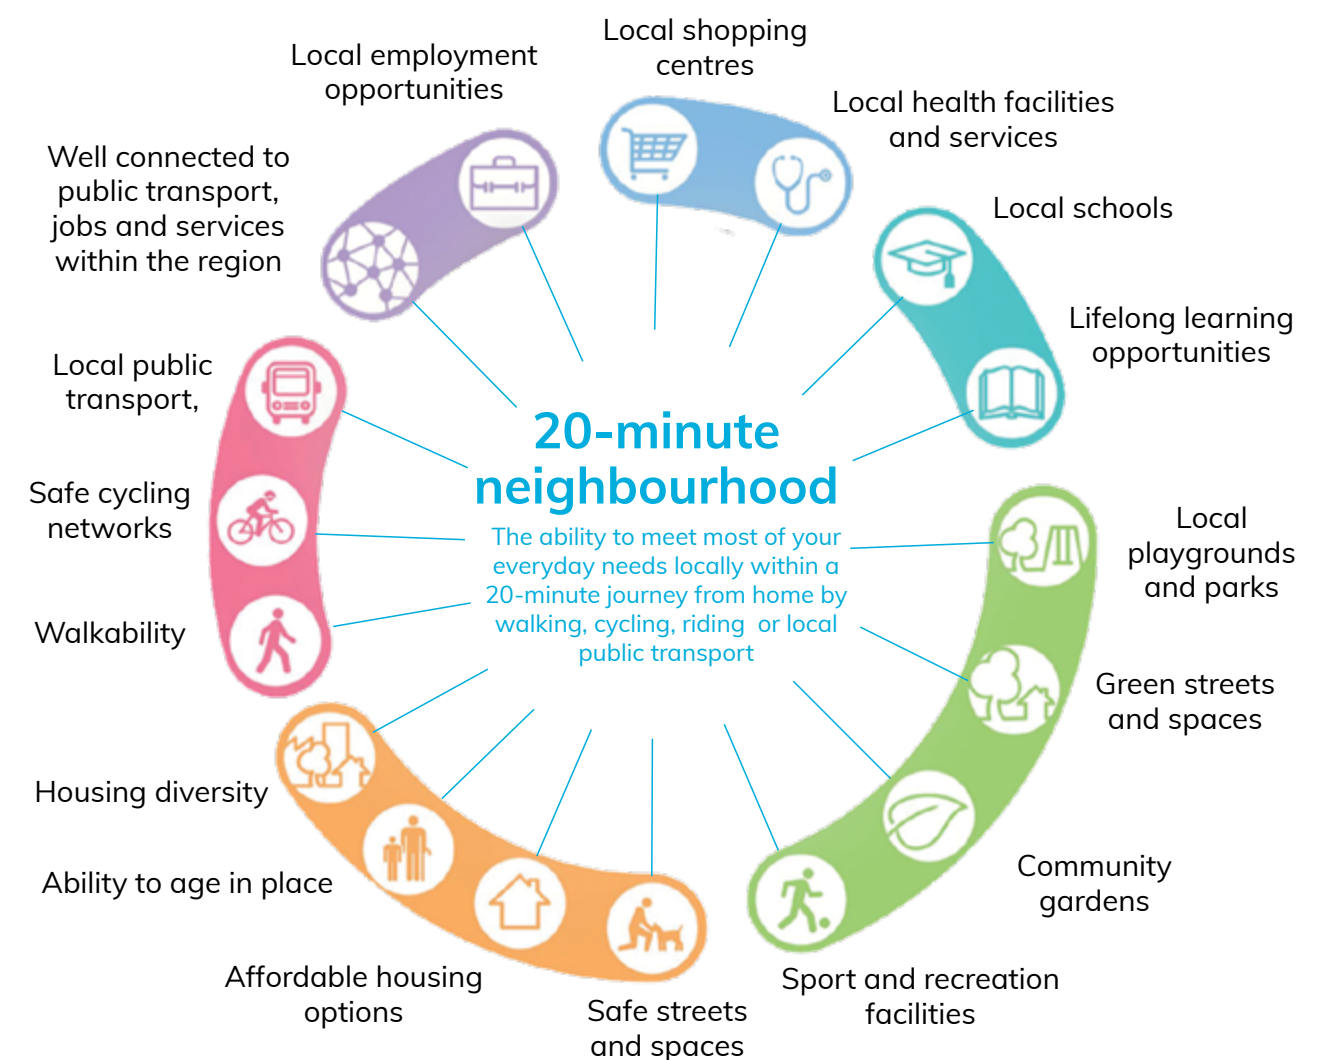 Local shopping
centres
Local employment
opportunities
Local health facilities
and services
Well connected to
public transport,
jobs and services
within the region
Local schools
Lifelong learning
opportunities
Local public
transport,
20-minute
neighbourhood
The ability to meet most of your
everyday needs locally within a
20-minute journey from home by
walking, cycling, riding  or local
public transport
Safe cycling
networks
Local
playgrounds
and parks
Walkability
Green streets
and spaces
Housing diversity
Ability to age in place
Community
gardens
Affordable housing
options
Sport and recreation
facilities
Safe streets
and spaces